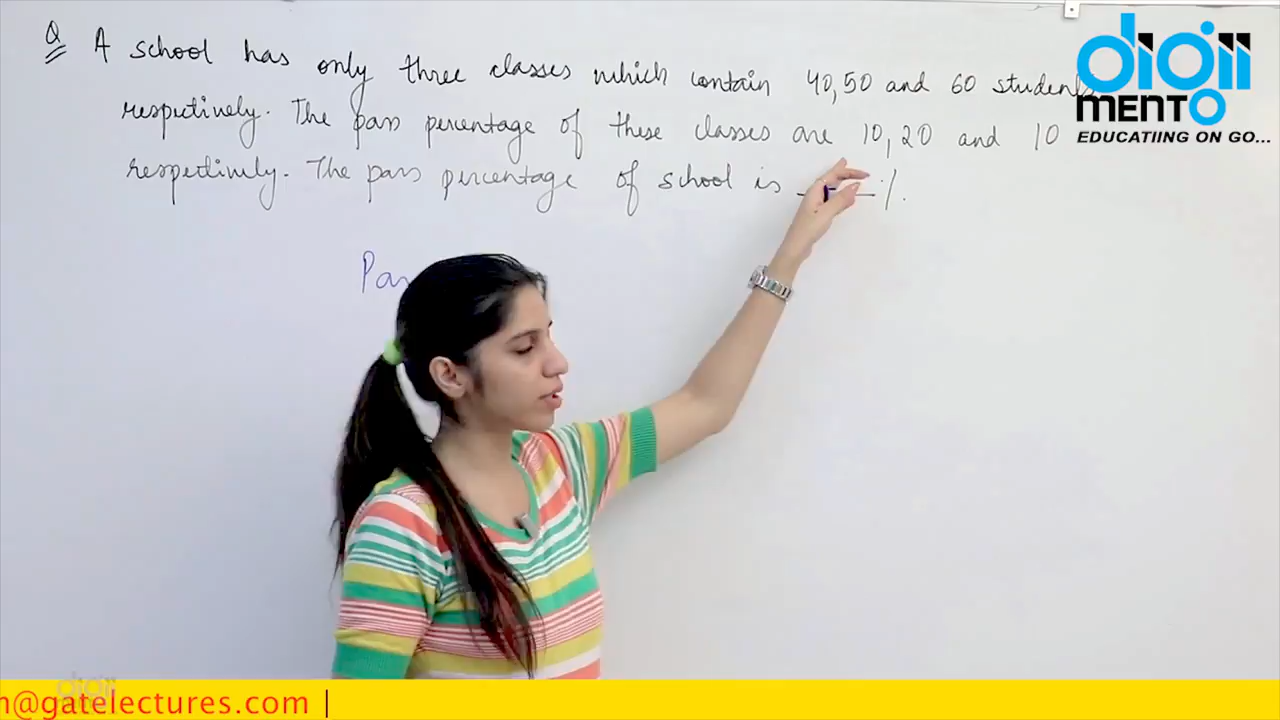 Q A school has only three classes which contain 40, 50 and 60 students
respectively. The pass percentage of these classes are 10, 20 and 10
respectively. The pass percentage of school is ____ %.
Pas
digii
MENTO
EDUCATIING ON GO...
@gatelectures.com |